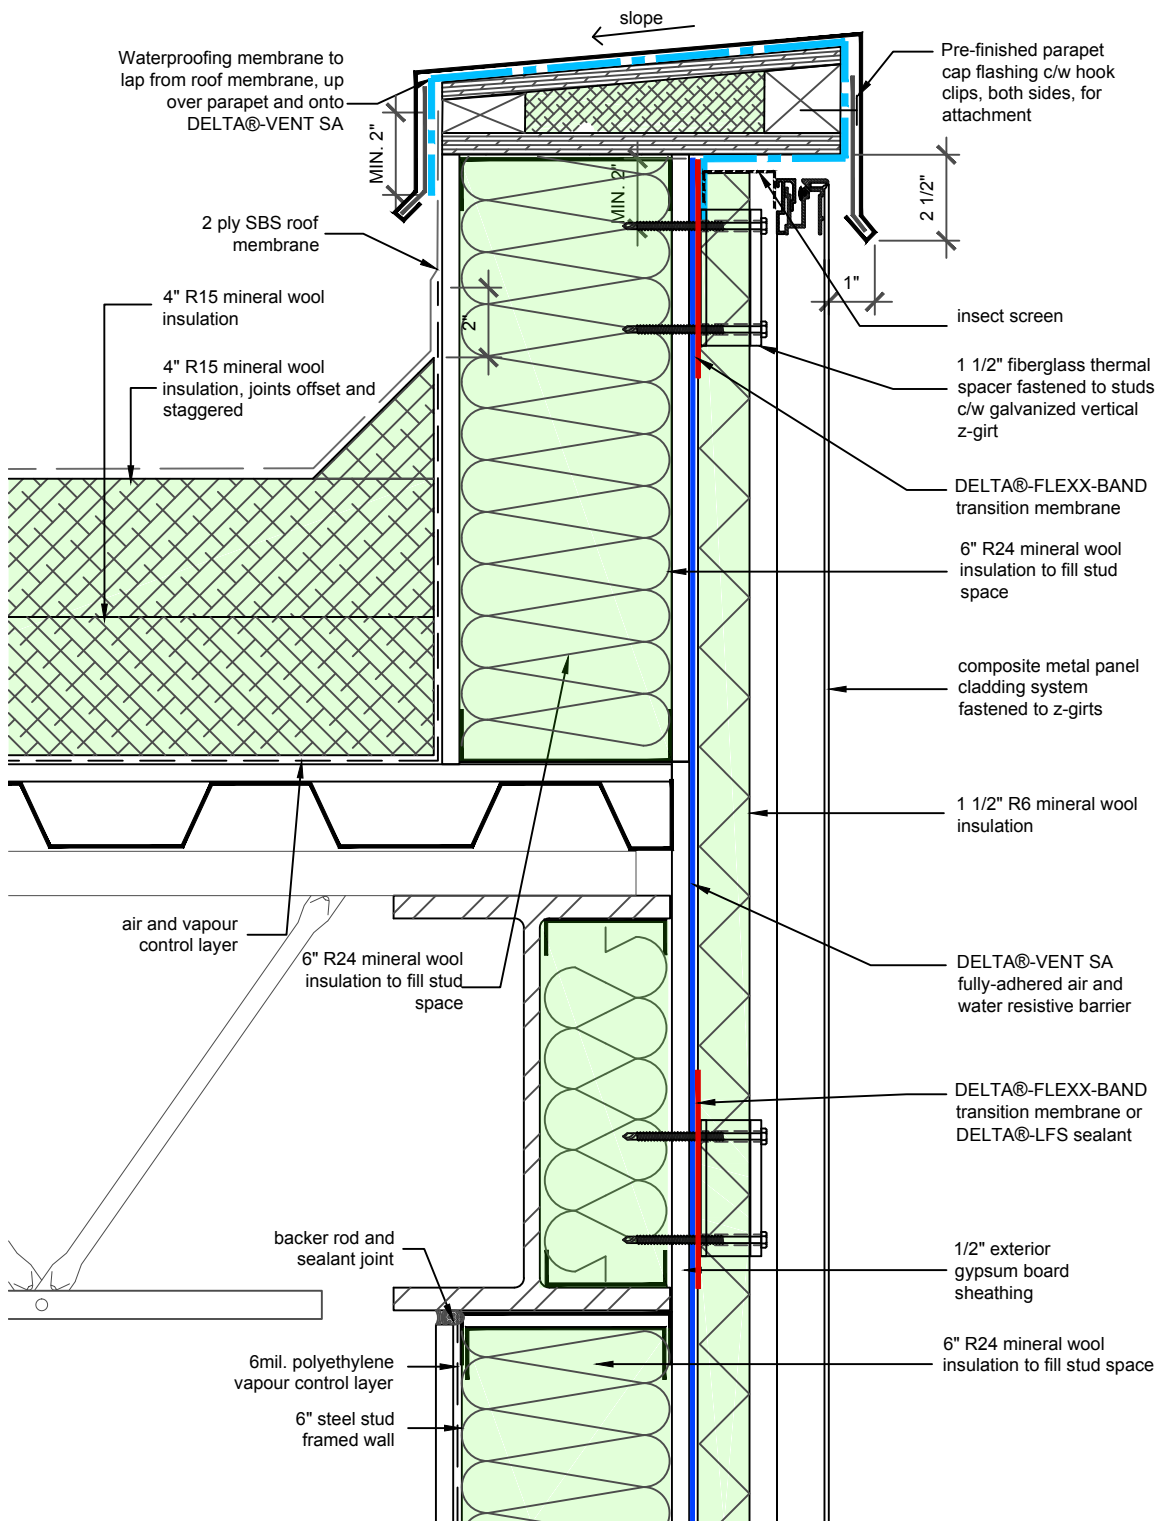 slope
Waterproofing membrane to
lap from roof membrane, up
over parapet and onto
DELTA®-VENT SA
Pre-finished parapet
cap flashing c/w hook
clips, both sides, for
attachment
MIN. 2"
MIN. 2"
2 1/2"
2 ply SBS roof
membrane
1"
4" R15 mineral wool
insulation
2"
insect screen
4" R15 mineral wool
insulation, joints offset and
staggered
1 1/2" fiberglass thermal
spacer fastened to studs
c/w galvanized vertical
z-girt
DELTA®-FLEXX-BAND
transition membrane
6" R24 mineral wool
insulation to fill stud
space
composite metal panel
cladding system
fastened to z-girts
1 1/2" R6 mineral wool
insulation
air and vapour
control layer
6" R24 mineral wool
insulation to fill stud
space
DELTA®-VENT SA
fully-adhered air and
water resistive barrier
DELTA®-FLEXX-BAND
transition membrane or
DELTA®-LFS sealant
backer rod and
sealant joint
1/2" exterior
gypsum board
sheathing
6mil. polyethylene
vapour control layer
6" R24 mineral wool
insulation to fill stud space
6" steel stud
framed wall